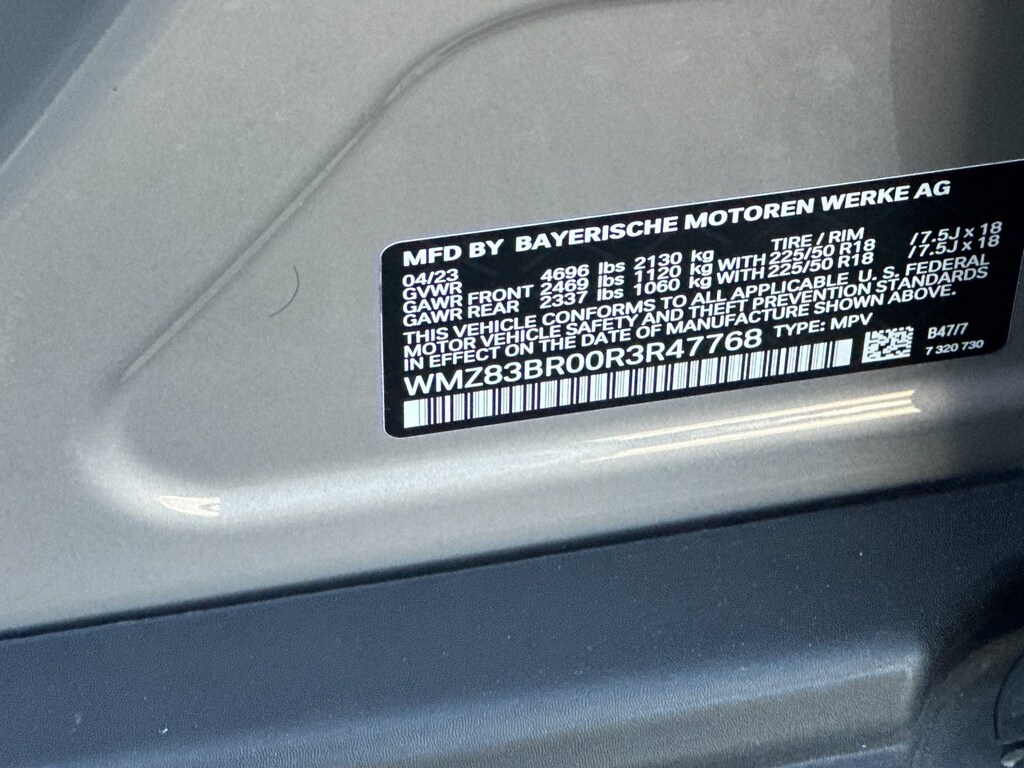 MFD BY BAYERISCHE MOTOREN WERKE AG
04/23 TIRE / RIM
GVWR 4696 lbs 2130 kg
GAWR FRONT 2469 lbs 1120 kg WITH 225/50 R18 /7.5J x 18
GAWR REAR 2337 lbs 1060 kg WITH 225/50 R18 /7.5J x 18
THIS VEHICLE CONFORMS TO ALL APPLICABLE U. S. FEDERAL
MOTOR VEHICLE SAFETY AND THEFT PREVENTION STANDARDS
IN EFFECT ON THE DATE OF MANUFACTURE SHOWN ABOVE.
WMZ83BR00R3R47768 TYPE: MPV
B47/7
7 320 730